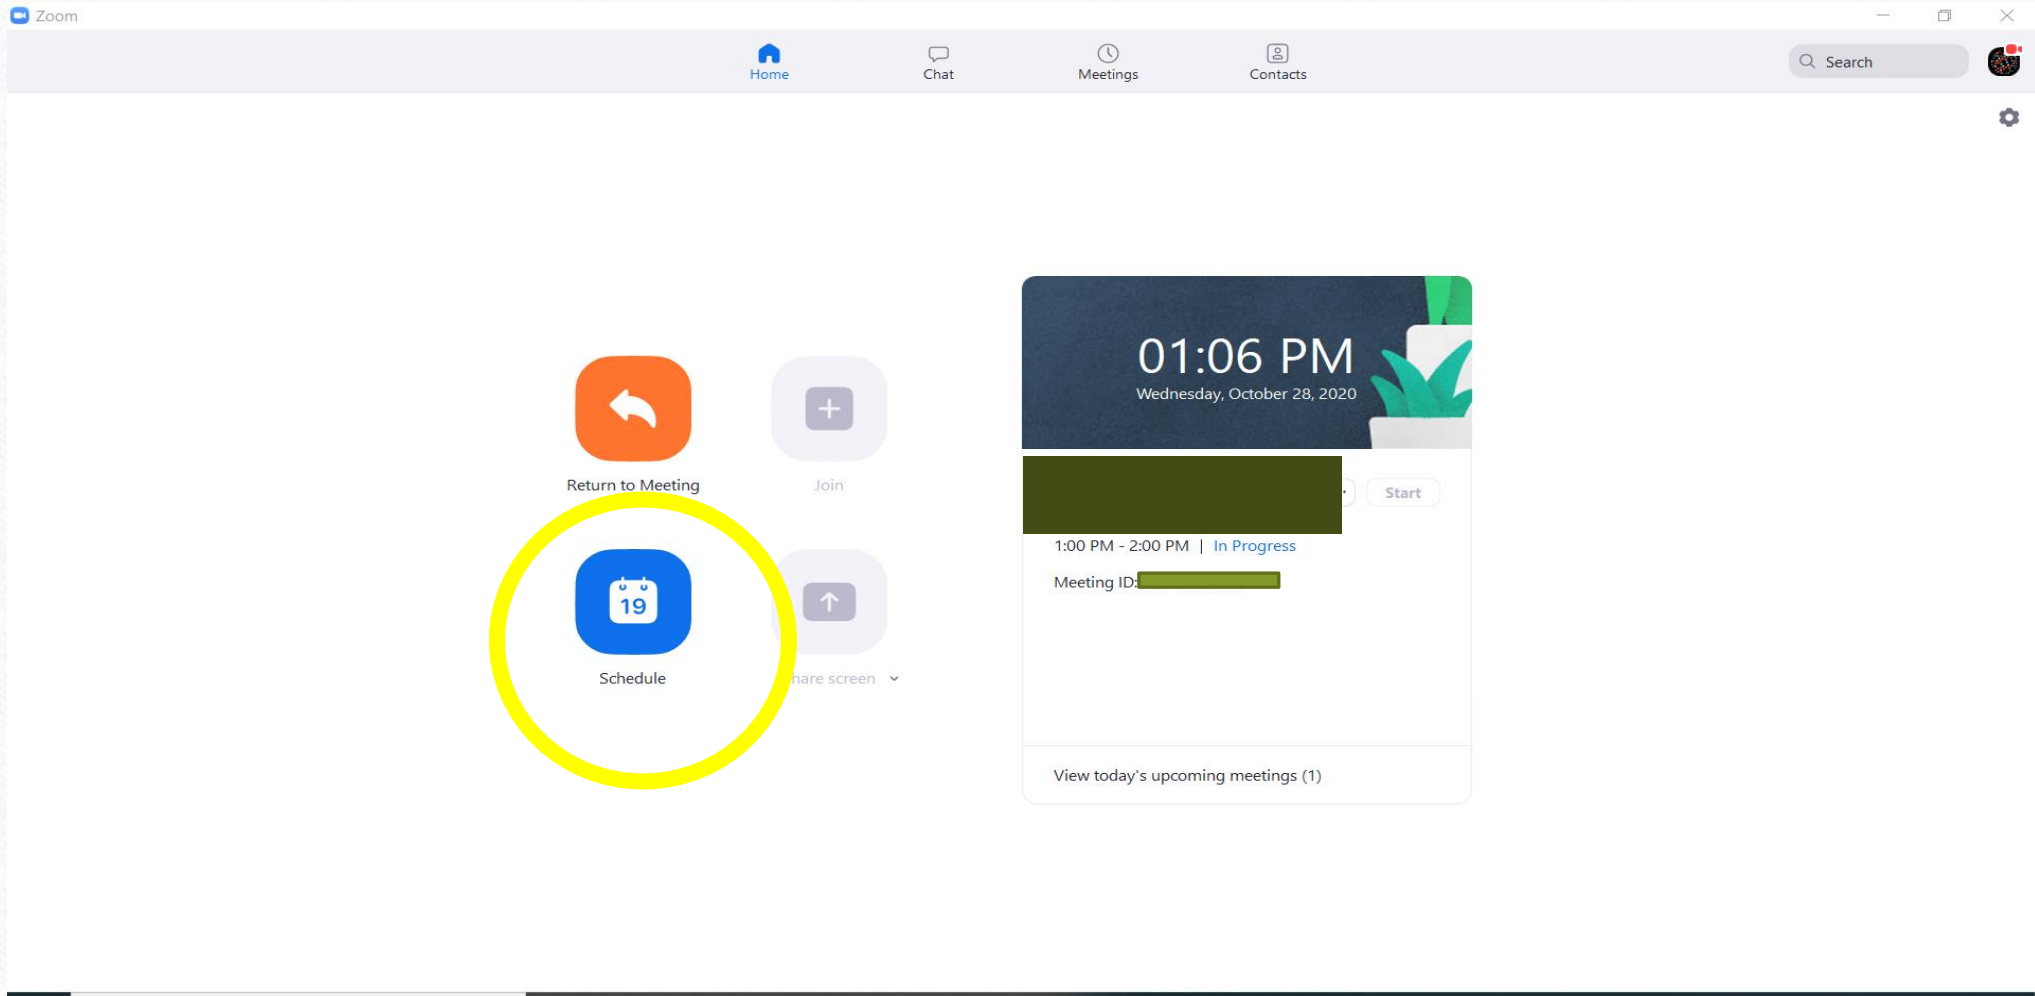 Zoom
Home
Chat
Meetings
Contacts
Search
01:06 PM
Wednesday, October 28, 2020
Return to Meeting
Join
Start
19
1:00 PM - 2:00 PM | In Progress
Meeting ID:
Schedule
hare screen
View today's upcoming meetings (1)